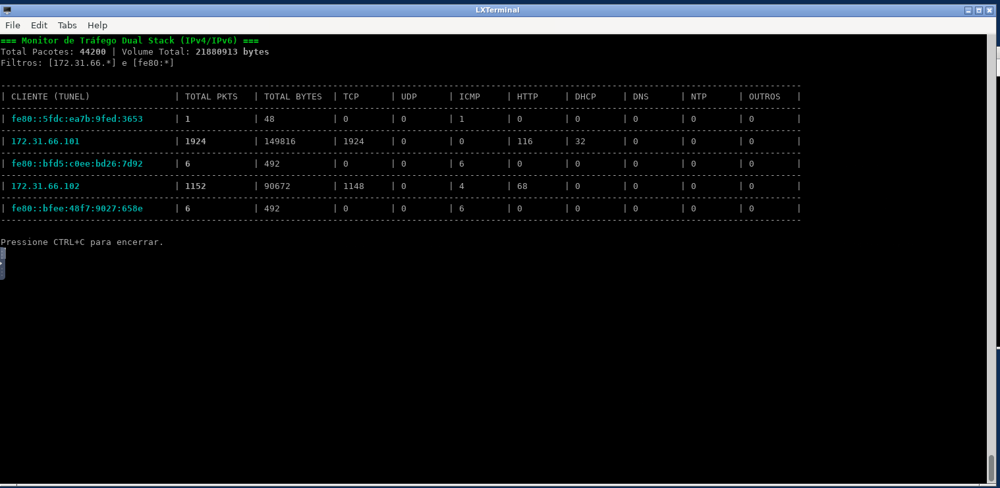 LXTerminal
File Edit Tabs Help
=== Monitor de Tráfego Dual Stack (IPv4/IPv6) ===
Total Pacotes: 44200 | Volume Total: 21880913 bytes
Filtros: [172.31.66.*] e [fe80:*]
| CLIENTE (TUNEL) | TOTAL PKTS | TOTAL BYTES | TCP | UDP | ICMP | HTTP | DHCP | DNS | NTP | OUTROS |
| fe80::5fdc:ea7b:9fed:3653 | 1 | 48 | 0 | 0 | 1 | 0 | 0 | 0 | 0 | 0 |
| 172.31.66.101 | 1924 | 149816 | 1924 | 0 | 0 | 116 | 32 | 0 | 0 | 0 |
| fe80::bfd5:c0ee:bd26:7d92 | 6 | 492 | 0 | 0 | 6 | 0 | 0 | 0 | 0 | 0 |
| 172.31.66.102 | 1152 | 90672 | 1148 | 0 | 4 | 68 | 0 | 0 | 0 | 0 |
| fe80::bfee:48f7:9027:658e | 6 | 492 | 0 | 0 | 6 | 0 | 0 | 0 | 0 | 0 |
Pressione CTRL+C para encerrar.